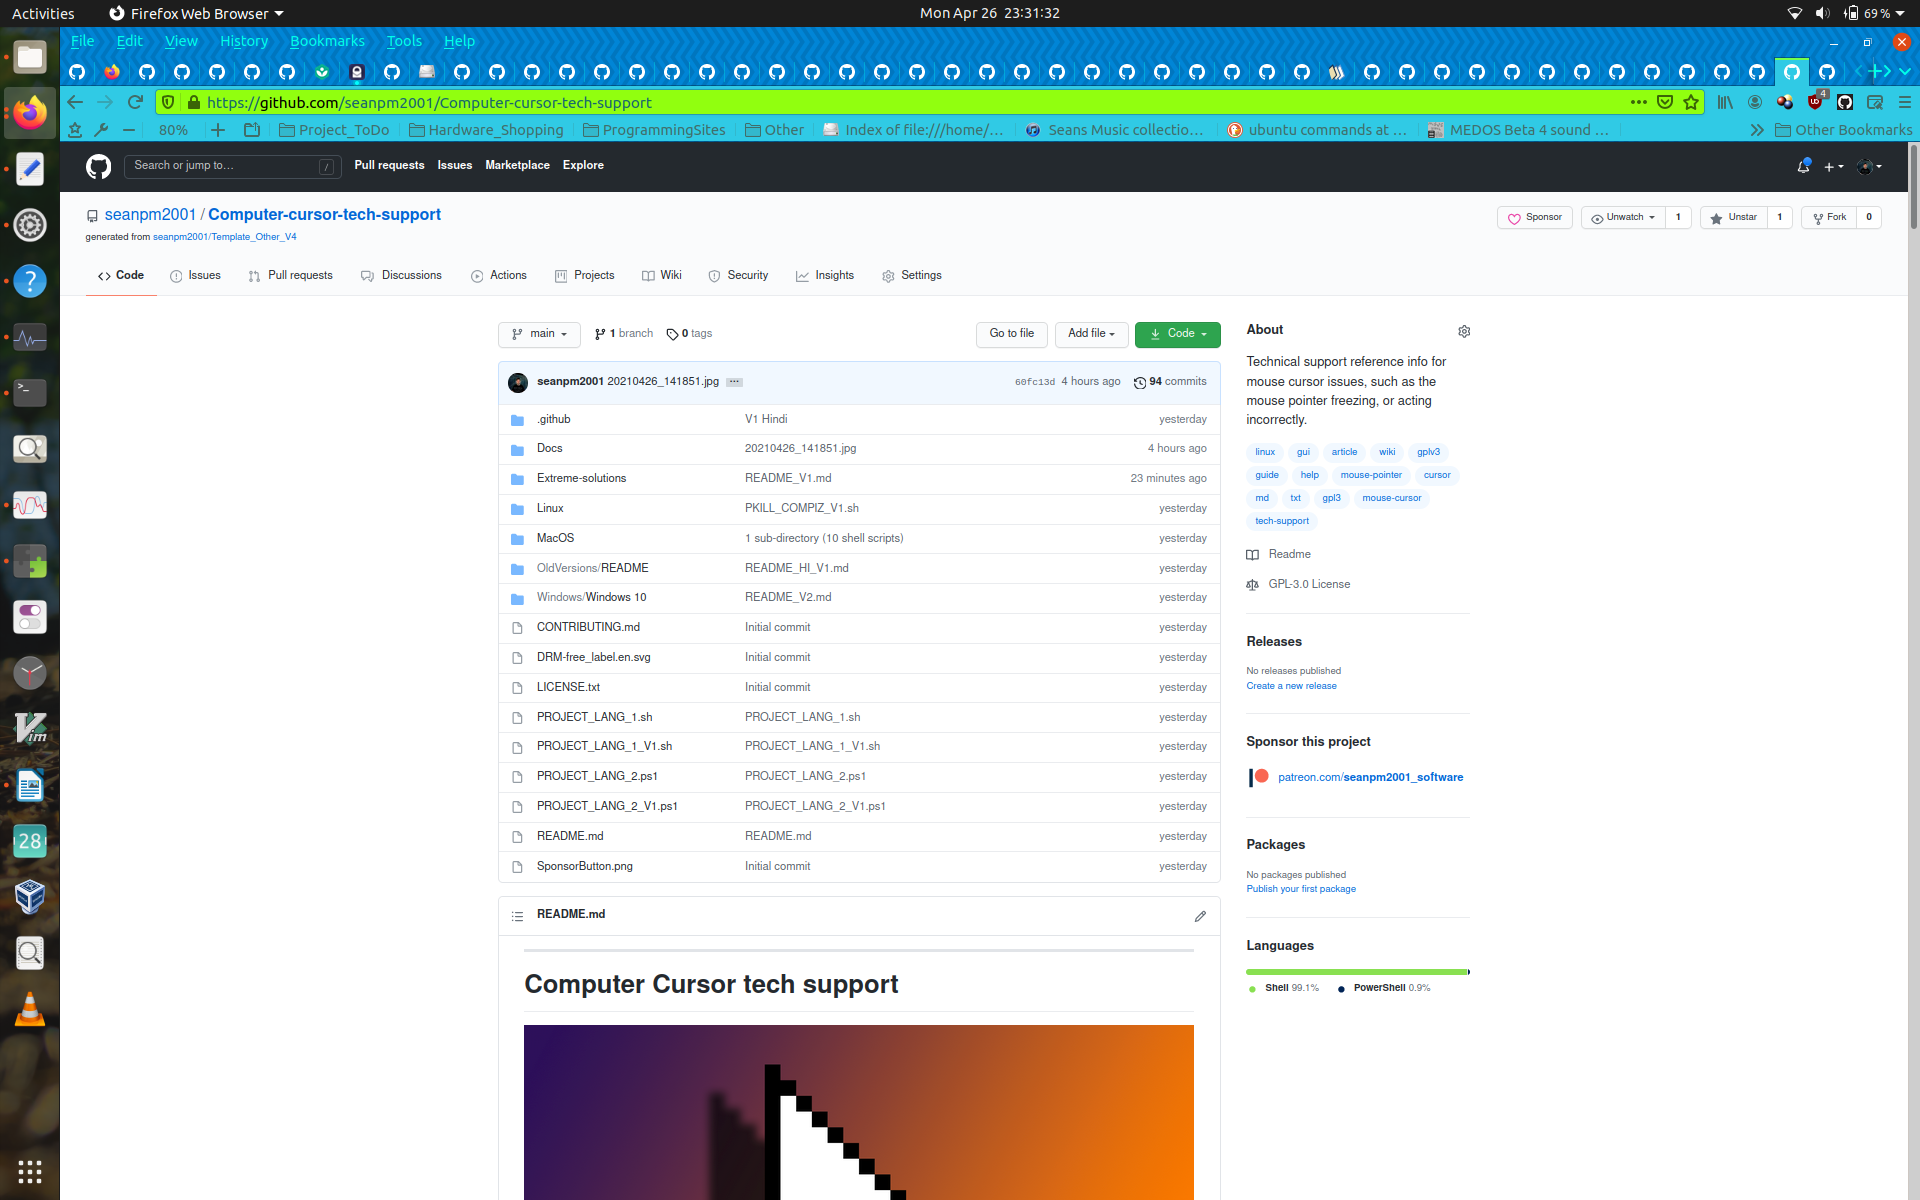 Activities
Firefox Web Browser
Mon Apr 26 23:31:32
69 %
File Edit View History Bookmarks Tools Help
https://github.com/seanpm2001/Computer-cursor-tech-support
4
80%
Project_ToDo
Hardware_Shopping
ProgrammingSites
Other
Index of file:///home/...
Seans Music collectio...
ubuntu commands at ...
MEDOS Beta 4 sound ...
Other Bookmarks
Search or jump to...
/
Pull requests Issues Marketplace Explore
seanpm2001 / Computer-cursor-tech-support
Sponsor
Unwatch 1
Unstar 1
Fork 0
generated from seanpm2001/Template_Other_V4
Code
Issues
Pull requests
Discussions
Actions
Projects
Wiki
Security
Insights
Settings
main
1 branch
0 tags
Go to file
Add file
Code
seanpm2001 20210426_141851.jpg ... 60fc13d 4 hours ago 94 commits
.github V1 Hindi yesterday
Docs 20210426_141851.jpg 4 hours ago
Extreme-solutions README_V1.md 23 minutes ago
Linux PKILL_COMPIZ_V1.sh yesterday
MacOS 1 sub-directory (10 shell scripts) yesterday
OldVersions/README README_HI_V1.md yesterday
Windows/Windows 10 README_V2.md yesterday
CONTRIBUTING.md Initial commit yesterday
DRM-free_label.en.svg Initial commit yesterday
LICENSE.txt Initial commit yesterday
PROJECT_LANG_1.sh PROJECT_LANG_1.sh yesterday
PROJECT_LANG_1_V1.sh PROJECT_LANG_1_V1.sh yesterday
PROJECT_LANG_2.ps1 PROJECT_LANG_2.ps1 yesterday
PROJECT_LANG_2_V1.ps1 PROJECT_LANG_2_V1.ps1 yesterday
README.md README.md yesterday
SponsorButton.png Initial commit yesterday
README.md
Computer Cursor tech support
About
Technical support reference info for
mouse cursor issues, such as the
mouse pointer freezing, or acting
incorrectly.
linux gui article wiki gplv3
guide help mouse-pointer cursor
md txt gpl3 mouse-cursor
tech-support
Readme
GPL-3.0 License
Releases
No releases published
Create a new release
Sponsor this project
patreon.com/seanpm2001_software
Packages
No packages published
Publish your first package
Languages
Shell 99.1% PowerShell 0.9%
28
Vim